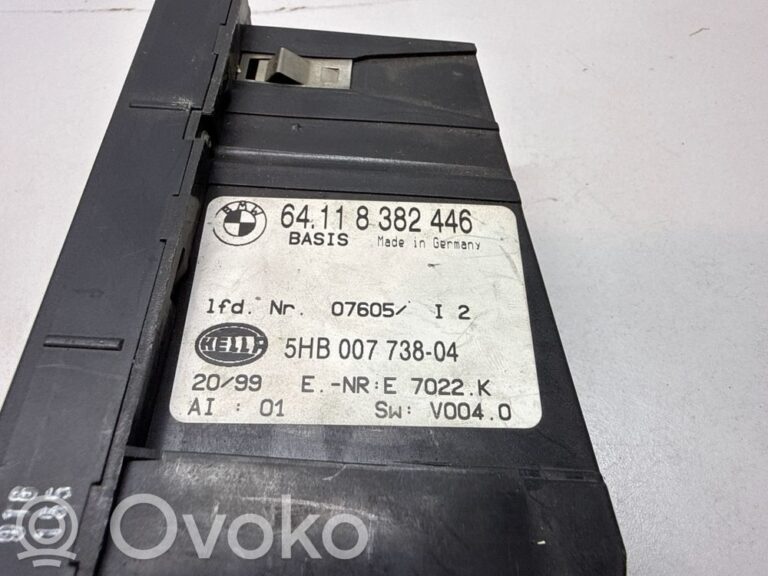 BMW
64.11 8 382 446
BASIS Made in Germany
lfd. Nr. 07605/ I 2
HELLA 5HB 007 738-04
20/99 E.-NR:E 7022.K
AI : 01 Sw: V004.0
Ovoko